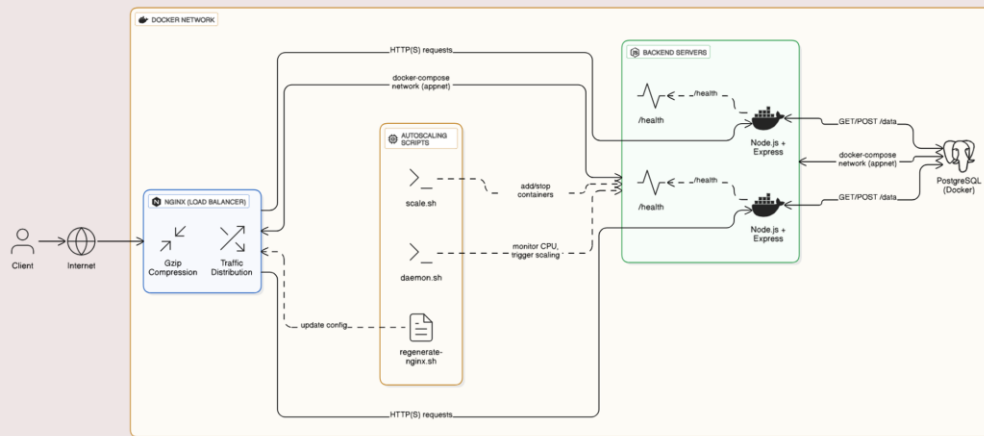 DOCKER NETWORK
HTTP(S) requests
docker-compose
network (appnet)
AUTOSCALING
SCRIPTS
scale.sh
add/stop
containers
daemon.sh
monitor CPU,
trigger scaling
regenerate-
nginx.sh
update config
HTTP(S) requests
NGINX (LOAD BALANCER)
Gzip
Compression
Traffic
Distribution
Client
Internet
BACKEND SERVERS
/health
/health
Node.js +
Express
/health
/health
Node.js +
Express
GET/POST /data
docker-compose
network (appnet)
GET/POST /data
PostgreSQL
(Docker)